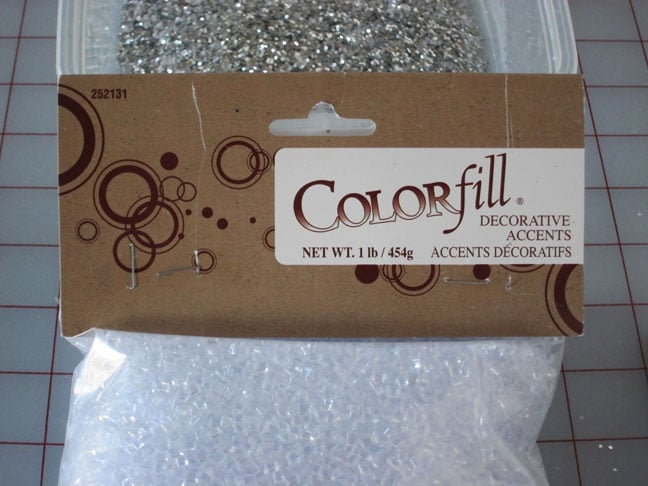 252131
COLORfill®
DECORATIVE
ACCENTS
NET WT. 1 lb / 454g ACCENTS DÉCORATIFS